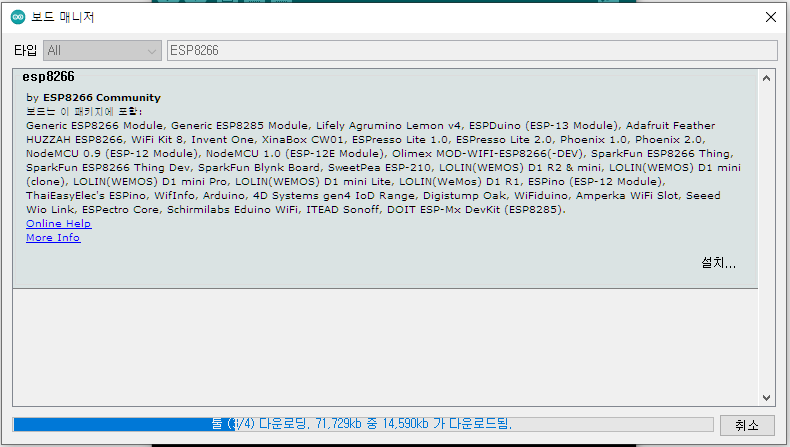 보드 매니저
타입 All ESP8266
esp8266
by ESP8266 Community
보드는 이 패키지에 포함:
Generic ESP8266 Module, Generic ESP8285 Module, Lifely Agrumino Lemon v4, ESPDuino (ESP-13 Module), Adafruit Feather
HUZZAH ESP8266, WiFi Kit 8, Invent One, XinaBox CW01, ESPresso Lite 1.0, ESPresso Lite 2.0, Phoenix 1.0, Phoenix 2.0,
NodeMCU 0.9 (ESP-12 Module), NodeMCU 1.0 (ESP-12E Module), Olimex MOD-WIFI-ESP8266(-DEV), SparkFun ESP8266 Thing,
SparkFun ESP8266 Thing Dev, SparkFun Blynk Board, SweetPea ESP-210, LOLIN(WEMOS) D1 R2 & mini, LOLIN(WEMOS) D1 mini
(clone), LOLIN(WEMOS) D1 mini Pro, LOLIN(WEMOS) D1 mini Lite, LOLIN(WeMos) D1 R1, ESPino (ESP-12 Module),
ThaiEasyElec's ESPino, WifInfo, Arduino, 4D Systems gen4 IoD Range, Digistump Oak, WiFiduino, Amperka WiFi Slot, Seeed
Wio Link, ESPectro Core, Schirmilabs Eduino WiFi, ITEAD Sonoff, DOIT ESP-Mx DevKit (ESP8285).
Online Help
More Info
설치...
툴 (3/4) 다운로딩. 71,729kb 중 14,590kb 가 다운로드됨.
취소